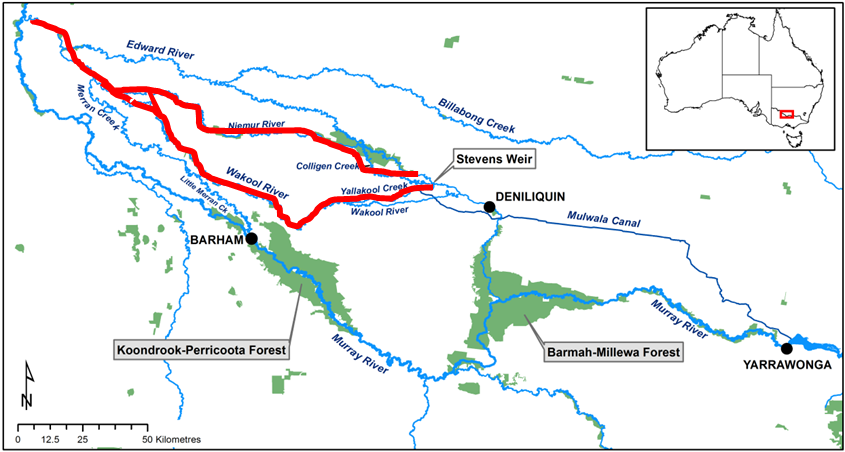 Edward River
Merran Creek
Billabong Creek
Niemur River
Colligen Creek
Stevens Weir
Wakool River
Yallakool Creek
Little Merran Ck
Wakool River
DENILIQUIN
Mulwala Canal
BARHAM
Koondrook-Perricoota Forest
Murray River
Barmah-Millewa Forest
Murray River
YARRAWONGA
N
0 12.5 25 50 Kilometres